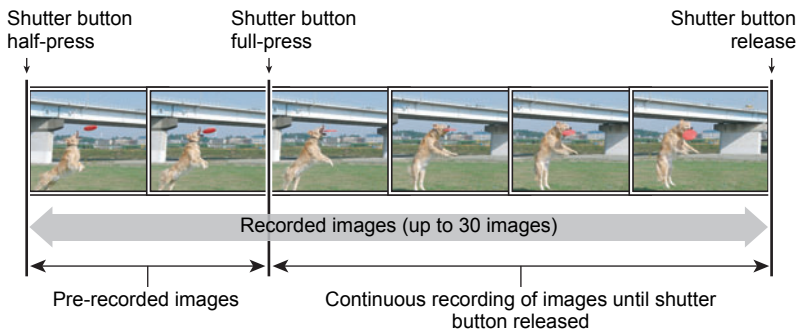 Shutter button
half-press
Shutter button
full-press
Shutter button
release
Recorded images (up to 30 images)
Pre-recorded images
Continuous recording of images until shutter
button released